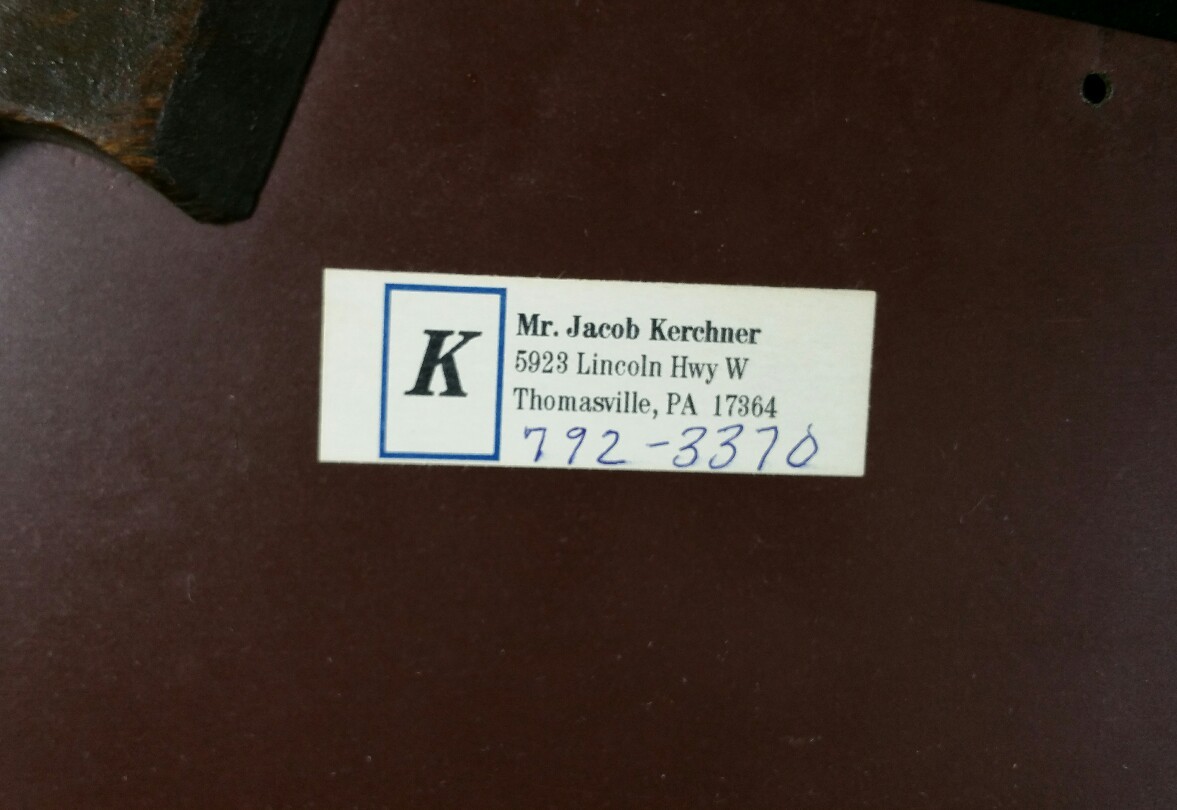 K
Mr. Jacob Kerchner
5923 Lincoln Hwy W
Thomasville, PA 17364
792-3370